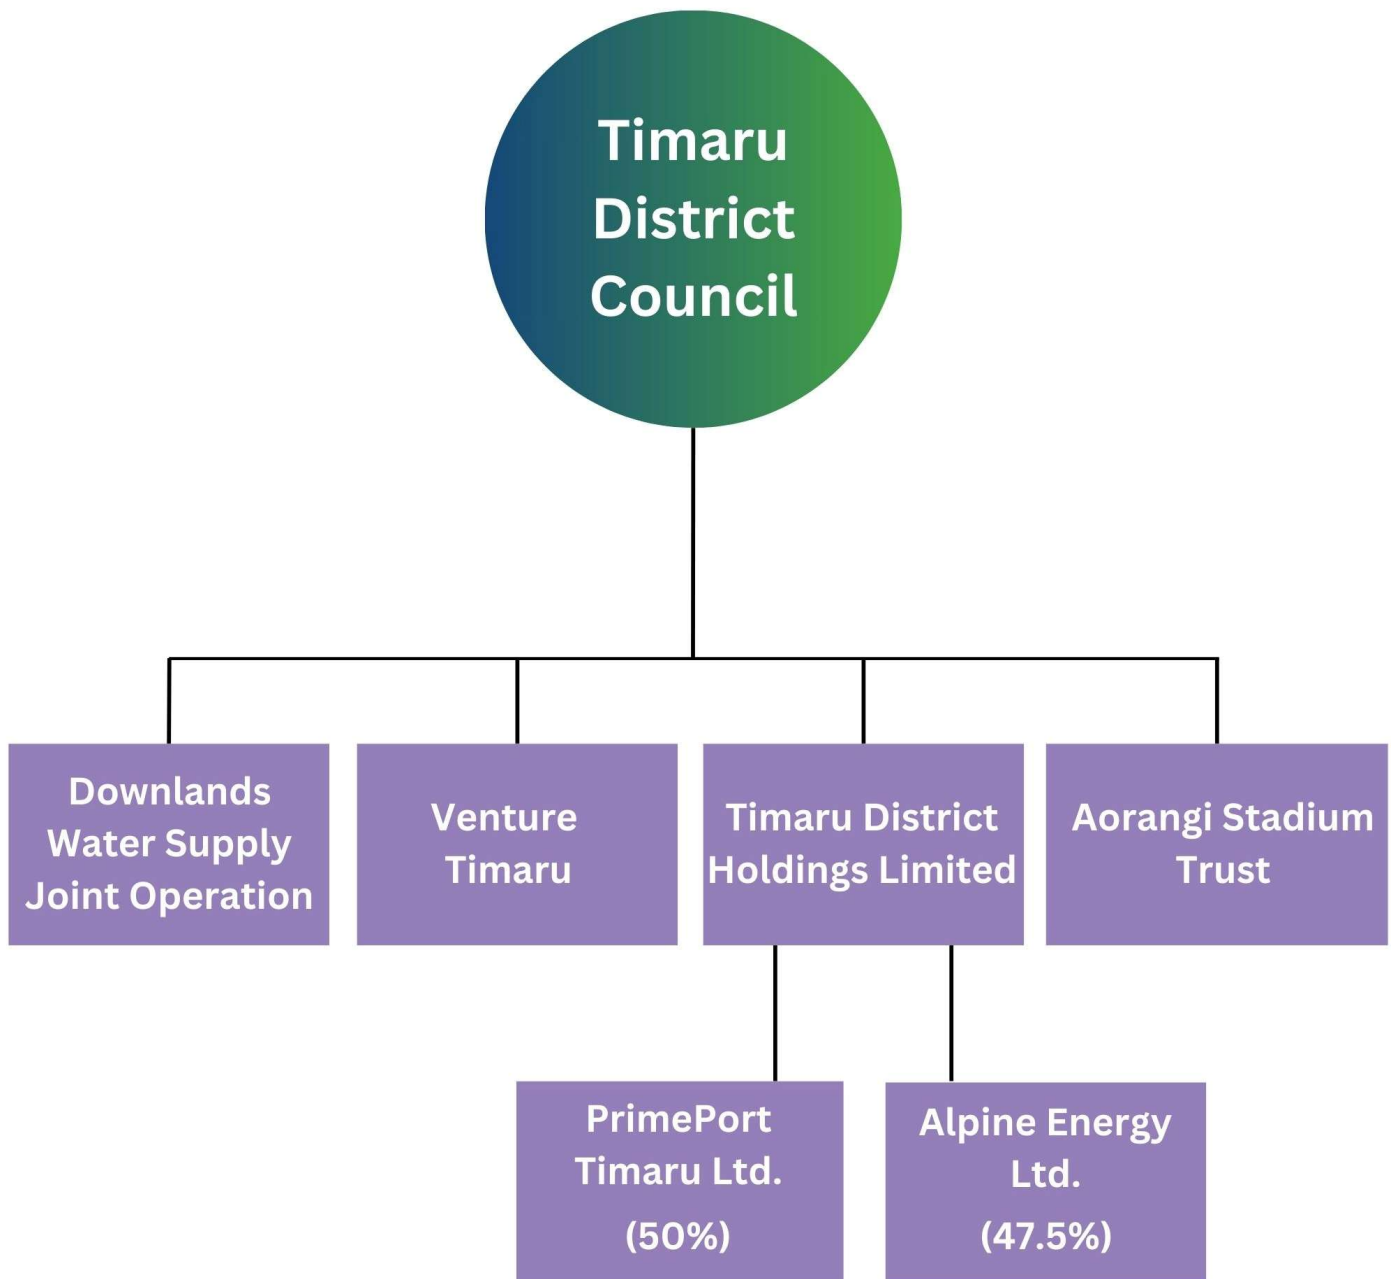 Timaru
District
Council
Downlands
Water Supply
Joint Operation
Venture
Timaru
Timaru District
Holdings Limited
Aorangi Stadium
Trust
PrimePort
Timaru Ltd.
(50%)
Alpine Energy
Ltd.
(47.5%)